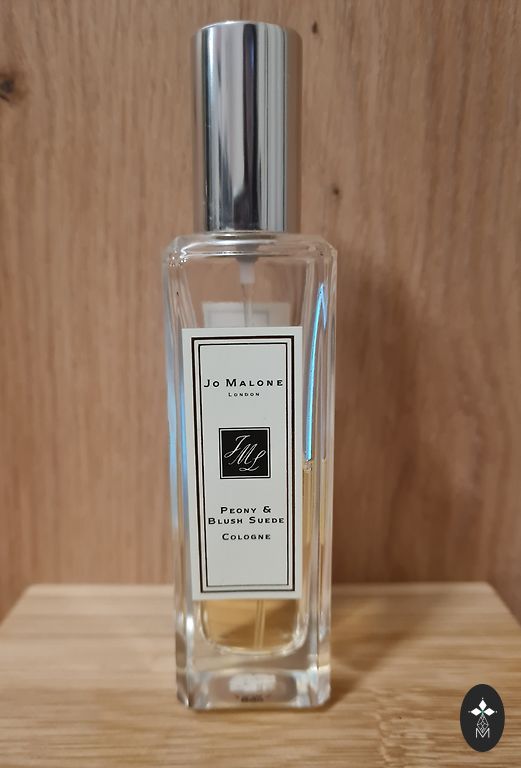 Jo Malone
London
JML
Peony &
Blush Suede
Cologne
M